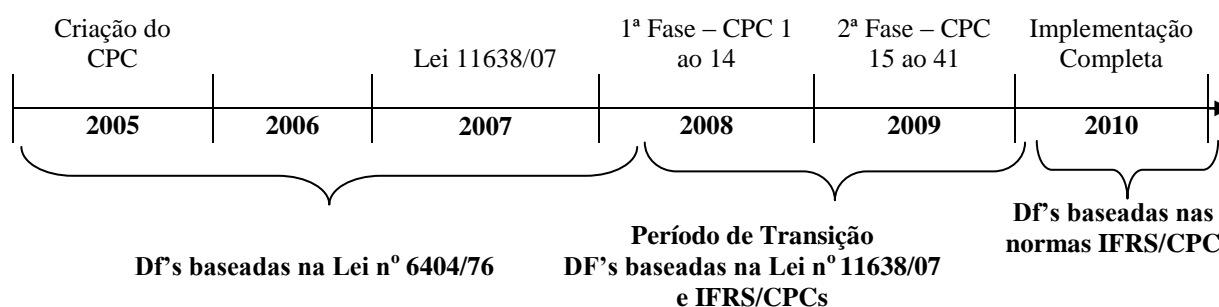 Criação do
CPC
Lei 11638/07
1ª Fase – CPC 1
ao 14
2ª Fase – CPC
15 ao 41
Implementação
Completa
2005
2006
2007
2008
2009
2010
Df’s baseadas na Lei nº 6404/76
Período de Transição
DF’s baseadas na Lei nº 11638/07
e IFRS/CPCs
Df’s baseadas nas
normas IFRS/CPC